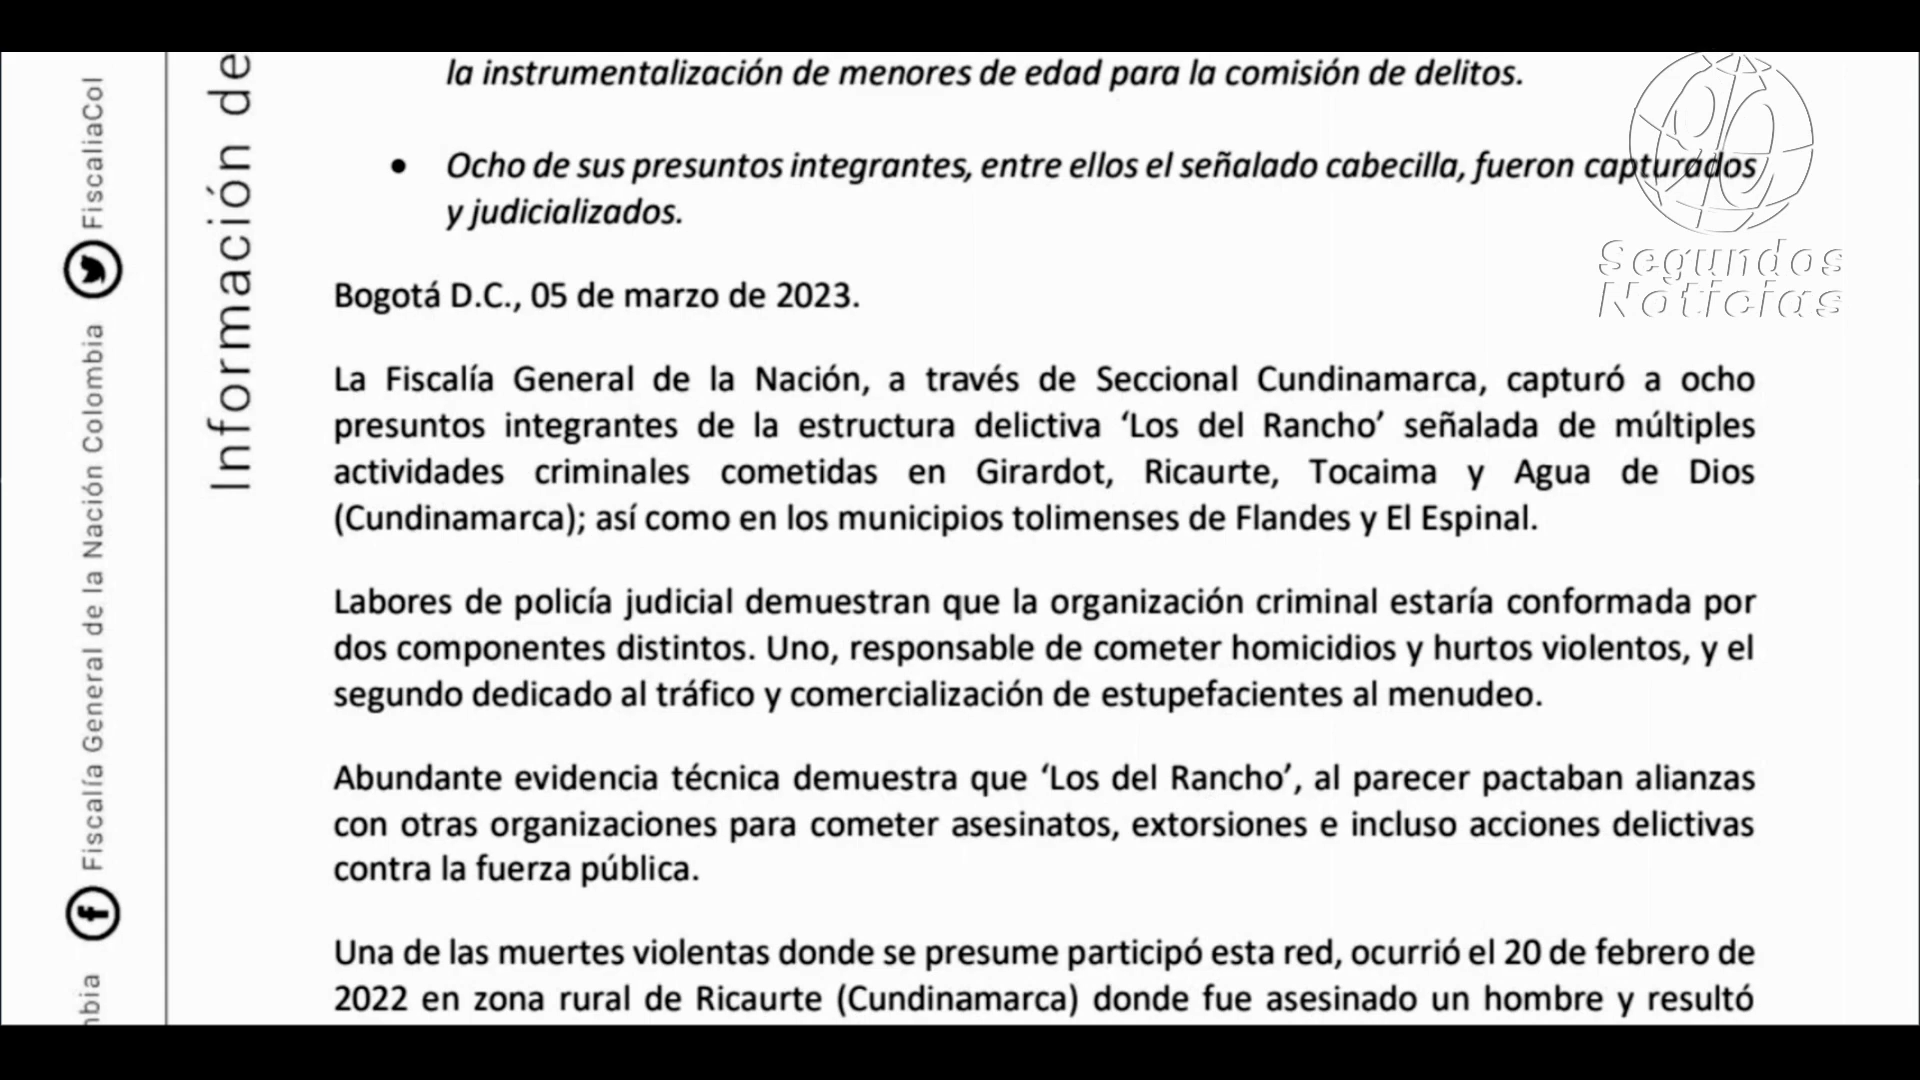 la instrumentalización de menores de edad para la comisión de delitos.
• Ocho de sus presuntos integrantes, entre ellos el señalado cabecilla, fueron capturados
y judicializados.
Bogotá D.C., 05 de marzo de 2023.
La Fiscalía General de la Nación, a través de Seccional Cundinamarca, capturó a ocho
presuntos integrantes de la estructura delictiva ‘Los del Rancho’ señalada de múltiples
actividades criminales cometidas en Girardot, Ricaurte, Tocaima y Agua de Dios
(Cundinamarca); así como en los municipios tolimenses de Flandes y El Espinal.
Labores de policía judicial demuestran que la organización criminal estaría conformada por
dos componentes distintos. Uno, responsable de cometer homicidios y hurtos violentos, y el
segundo dedicado al tráfico y comercialización de estupefacientes al menudeo.
Abundante evidencia técnica demuestra que ‘Los del Rancho’, al parecer pactaban alianzas
con otras organizaciones para cometer asesinatos, extorsiones e incluso acciones delictivas
contra la fuerza pública.
Una de las muertes violentas donde se presume participó esta red, ocurrió el 20 de febrero de
2022 en zona rural de Ricaurte (Cundinamarca) donde fue asesinado un hombre y resultó
Información de
FiscaliaCol
Fiscalía General de la Nación Colombia
90
Segundos
Noticias